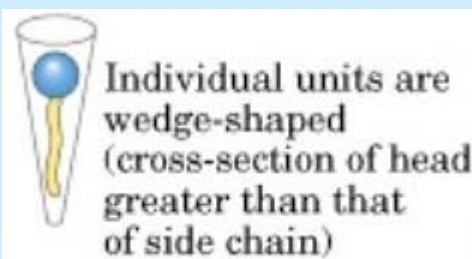 Individual units are
wedge-shaped
(cross-section of head
greater than that
of side chain)